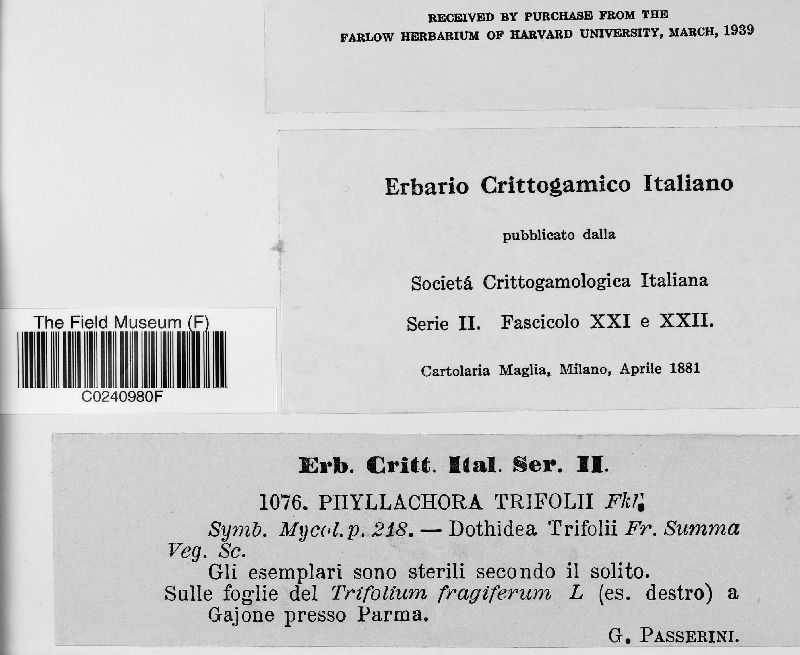 RECEIVED BY PURCHASE FROM THE
FARLOW HERBARIUM OF HARVARD UNIVERSITY, MARCH, 1939
Erbario Crittogamico Italiano
pubblicato dalla
Societá Crittogamologica Italiana
Serie II. Fascicolo XXI e XXII.
Cartolaria Maglia, Milano, Aprile 1881
The Field Museum (F)
C0240980F
Erb. Critt. Ital. Ser. II.
1076. PHYLLACHORA TRIFOLII Fkl;
Symb. Mycol. p. 218. — Dothidea Trifolii Fr. Summa
Veg. Sc.
Gli esemplari sono sterili secondo il solito.
Sulle foglie del Trifolium fragiferum L (es. destro) a
Gajone presso Parma.
G. PASSERINI.